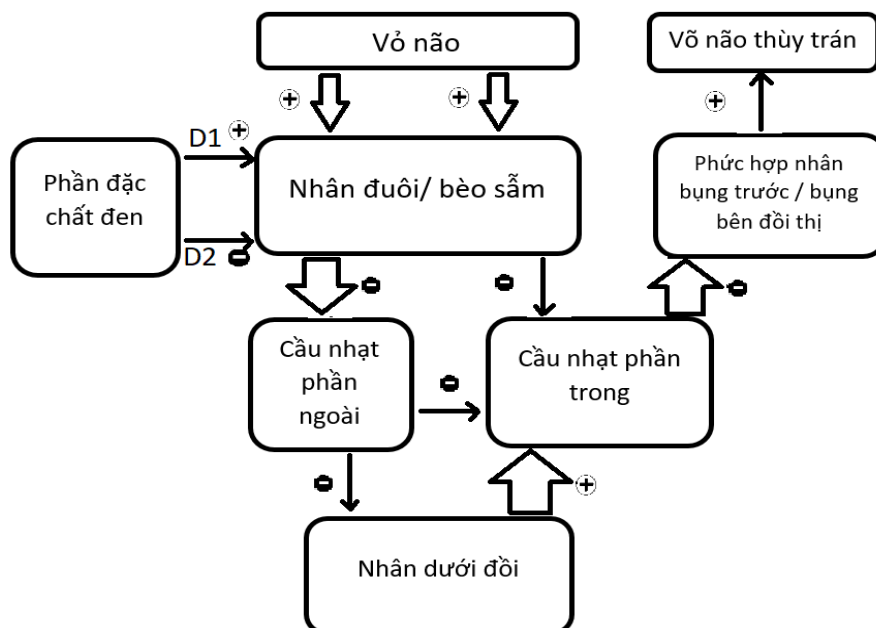 Vỏ não
Võ não thùy trán
D1
Phần đặc
chất đen
D2
Nhân đuôi/ bèo sẫm
Phức hợp nhân
bụng trước / bụng
bên đồi thị
Cầu nhạt
phần
ngoài
Cầu nhạt phần
trong
Nhân dưới đồi